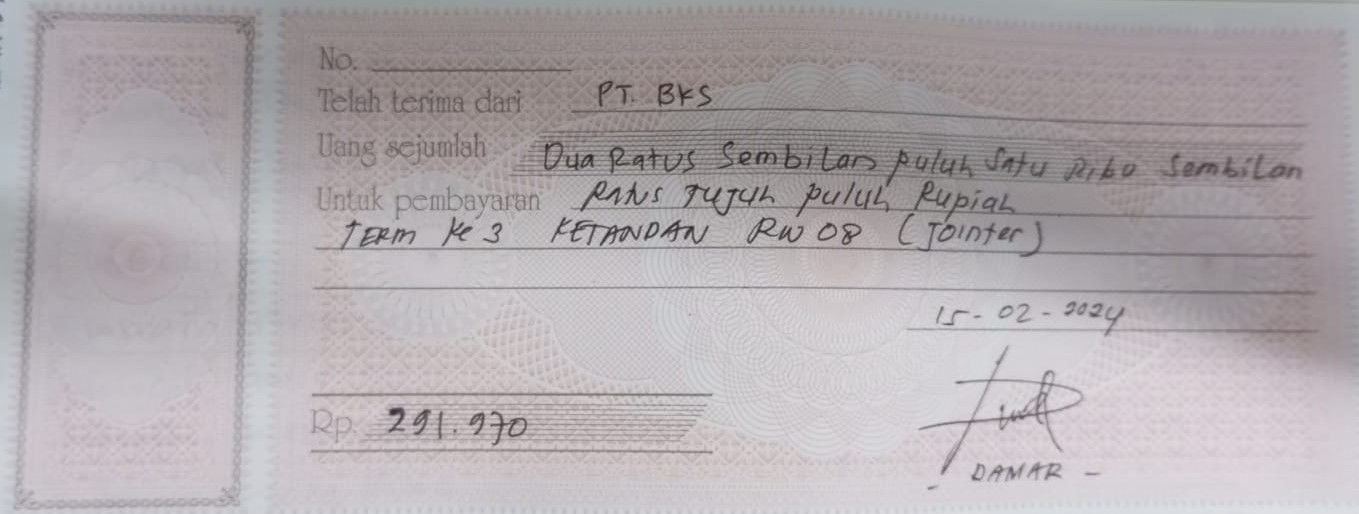 No.
Telah terima dari PT. BKS
Uang sejumlah Dua Ratus Sembilan puluh Satu Ribu Sembilan
Untuk pembayaran Ratus Tujuh puluh Rupiah
TERM Ke 3 KETANDAN RW 08 (Jointer)
15-02-2024
Rp. 291.970
- DAMAR -